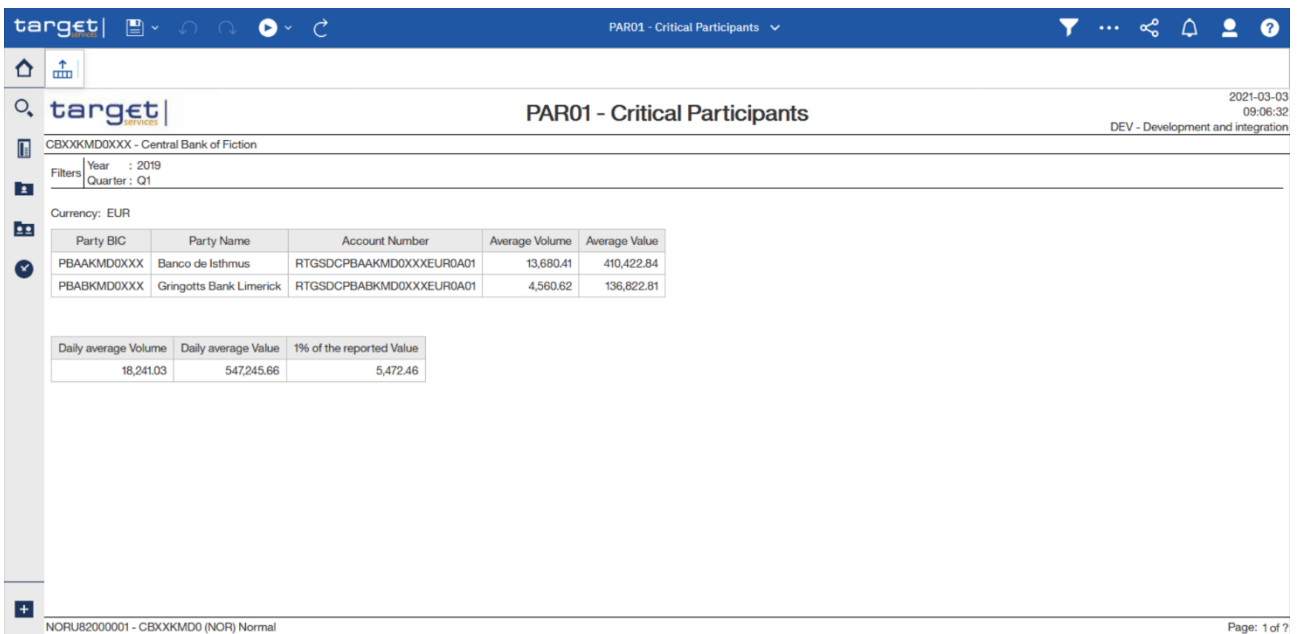 target| services PAR01 - Critical Participants
target| services
PAR01 - Critical Participants
2021-03-03
09:06:32
DEV - Development and integration
CBXXKMD0XXX - Central Bank of Fiction
Filters
Year : 2019
Quarter : Q1
Currency: EUR
Party BIC Party Name Account Number Average Volume Average Value
PBAAKMD0XXX Banco de Isthmus RTGSDCPBAAKMD0XXXEUR0A01 13,680.41 410,422.84
PBABKMD0XXX Gringotts Bank Limerick RTGSDCPBABKMD0XXXEUR0A01 4,560.62 136,822.81
Daily average Volume Daily average Value 1% of the reported Value
18,241.03 547,245.66 5,472.46
NORU82000001 - CBXXKMD0 (NOR) Normal Page: 1 of ?